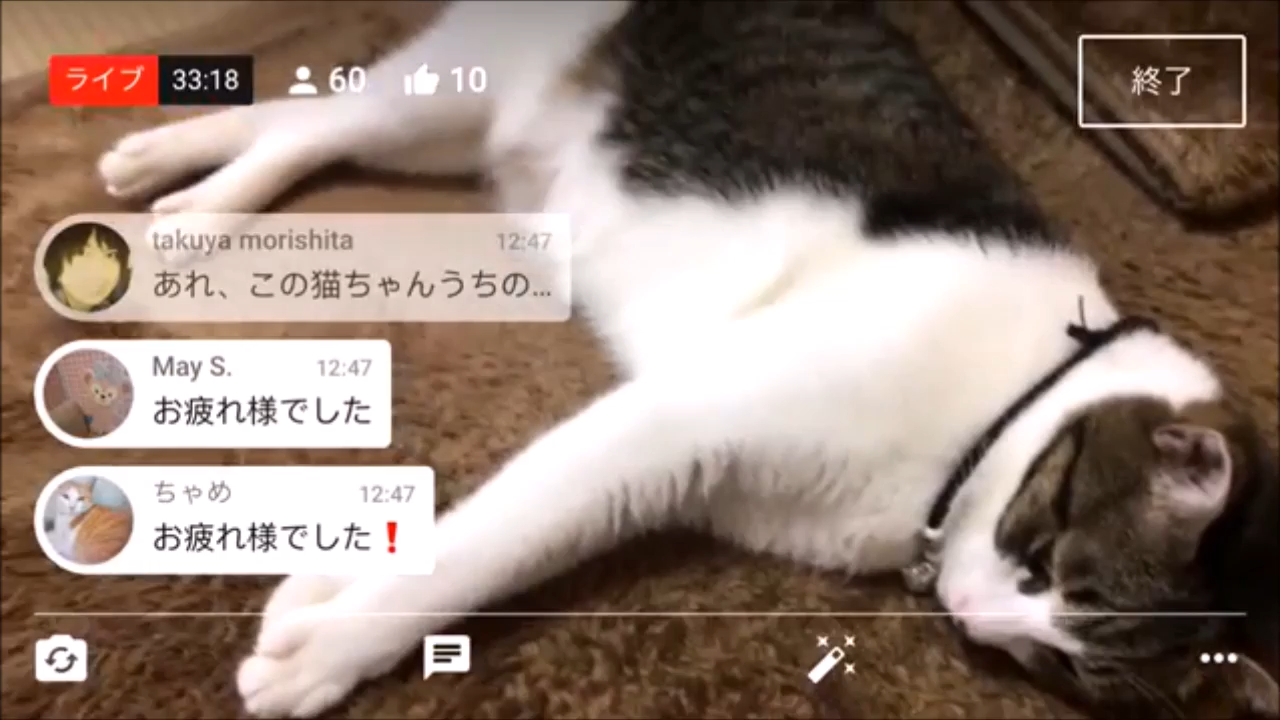 ライブ 33:18 60 10
終了
takuya morishita 12:47
あれ、この猫ちゃんうちの...
May S. 12:47
お疲れ様でした
ちゃめ 12:47
お疲れ様でした❗